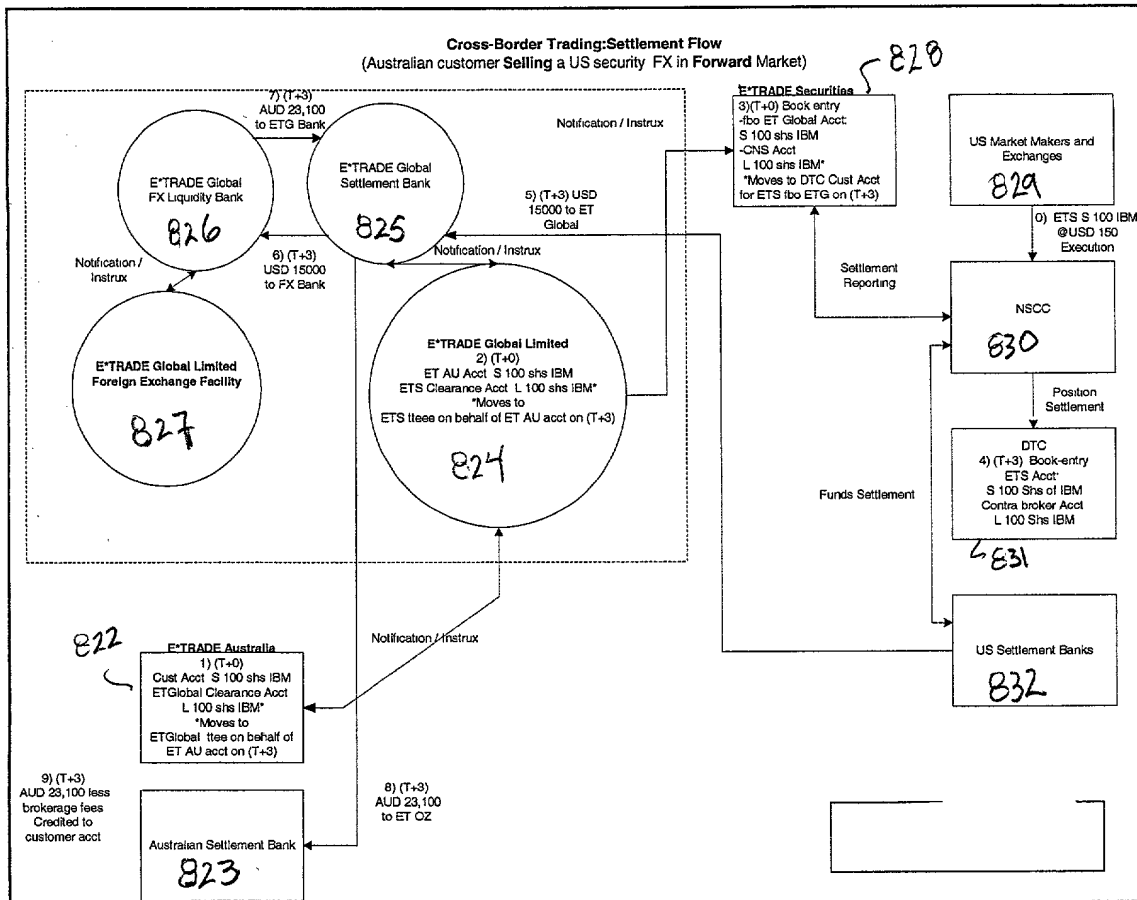 Cross-Border Trading:Settlement Flow
(Australian customer Selling a US security FX in Forward Market)
828
7) (T+3)
AUD 23,100
to ETG Bank
E*TRADE Global
FX Liquidity Bank
826
E*TRADE Global
Settlement Bank
825
Notification / Instrux
E*TRADE Securities
3)(T+0) Book entry
-fbo ET Global Acct:
S 100 shs IBM
-CNS Acct
L 100 shs IBM*
*Moves to DTC Cust Acct
for ETS fbo ETG on (T+3)
US Market Makers and
Exchanges
829
0) ETS S 100 IBM
@USD 150
Execution
5) (T+3) USD
15000 to ET
Global
6) (T+3)
USD 15000
to FX Bank
Notification / Instrux
Notification /
Instrux
Settlement
Reporting
NSCC
830
E*TRADE Global Limited
Foreign Exchange Facility
827
E*TRADE Global Limited
2) (T+0)
ET AU Acct S 100 shs IBM
ETS Clearance Acct L 100 shs IBM*
*Moves to
ETS tteee on behalf of ET AU acct on (T+3)
824
Position
Settlement
DTC
4) (T+3) Book-entry
ETS Acct:
S 100 Shs of IBM
Contra broker Acct
L 100 Shs IBM
831
Funds Settlement
US Settlement Banks
832
822
Notification / Instrux
E*TRADE Australia
1) (T+0)
Cust Acct S 100 shs IBM
ETGlobal Clearance Acct
L 100 shs IBM*
*Moves to
ETGlobal ttee on behalf of
ET AU acct on (T+3)
9) (T+3)
AUD 23,100 less
brokerage fees
Credited to
customer acct
8) (T+3)
AUD 23,100
to ET OZ
Australian Settlement Bank
823